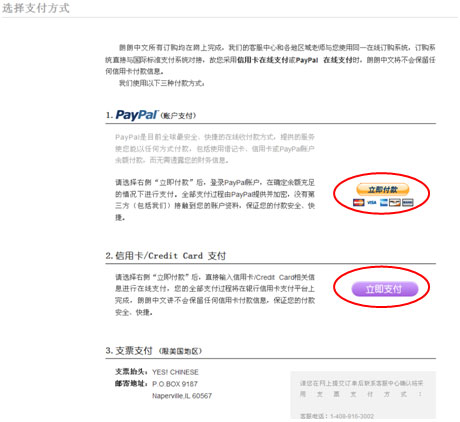 选择支付方式
朗朗中文所有订购均在网上完成，我们的客服中心和各地区域老师与您使用同一在线订购系统，订购系
统直接与国际标准支付系统对接，故您采用信用卡在线支付或PayPal 在线支付时，朗朗中文将不会保留任
何信用卡付款信息。
我们使用以下三种付款方式：
1. PayPal (账户支付)
PayPal是目前全球最安全、快捷的在线收付款方式，提供的服务
使您能以任何方式付款，包括使用借记卡、信用卡或PayPal账户
余额付款，而无需透露您的财务信息。
请选择右侧“立即付款”后，登录PayPal账户，在确定余额充足
的情况下进行支付。全部支付过程由PayPal提供并加密，没有第
三方（包括我们）接触到您的账户资料，保证您的付款安全、快
捷。
立即付款
VISA
2. 信用卡/Credit Card 支付
请选择右侧“立即付款”后，直接输入信用卡/Credit Card相关信
息进行在线支付，您的全部支付过程将在银行信用卡支付平台上
完成，朗朗中文讲不会保留任何信用卡付款信息，保证您的付款
安全、快捷。
立即支付
3. 支票支付 (限美国地区)
支票抬头： YES! CHINESE
邮寄地址： P O BOX 9187
Naperville,IL 60567
请您在网上提交订单后联系客服中心确认将采
用支票支付方式：
客服电话：1-408-916-3002